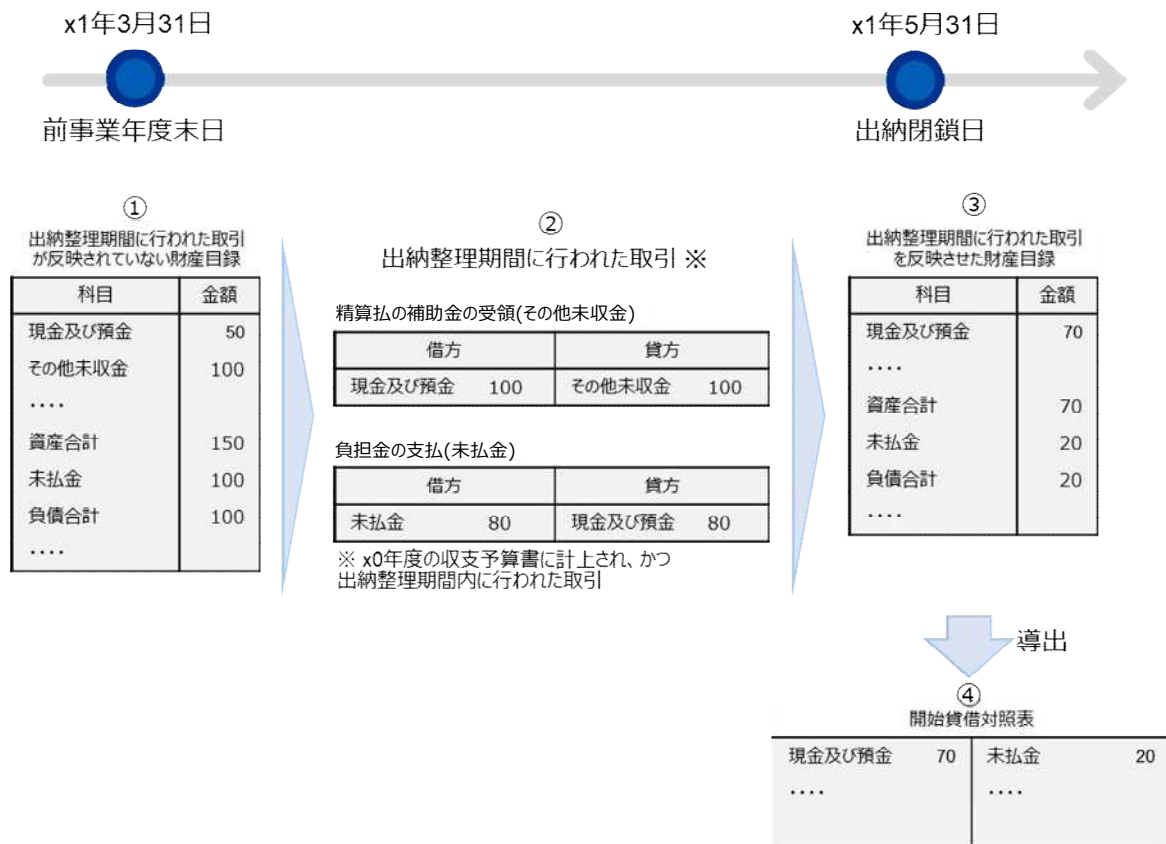 x1年3月31日
x1年5月31日
前事業年度末日
出納閉鎖日
①
出納整理期間に行われた取引
が反映されていない財産目録
科目 金額
現金及び預金 50
その他未収金 100
‥‥
資産合計 150
未払金 100
負債合計 100
‥‥
②
出納整理期間に行われた取引 ※
精算払の補助金の受領(その他未収金)
借方 貸方
現金及び預金 100 その他未収金 100
負担金の支払(未払金)
借方 貸方
未払金 80 現金及び預金 80
※ x0年度の収支予算書に計上され、かつ
出納整理期間内に行われた取引
③
出納整理期間に行われた取引
を反映させた財産目録
科目 金額
現金及び預金 70
‥‥
資産合計 70
未払金 20
負債合計 20
‥‥
導出
④
開始貸借対照表
現金及び預金 70 未払金 20
‥‥ ‥‥